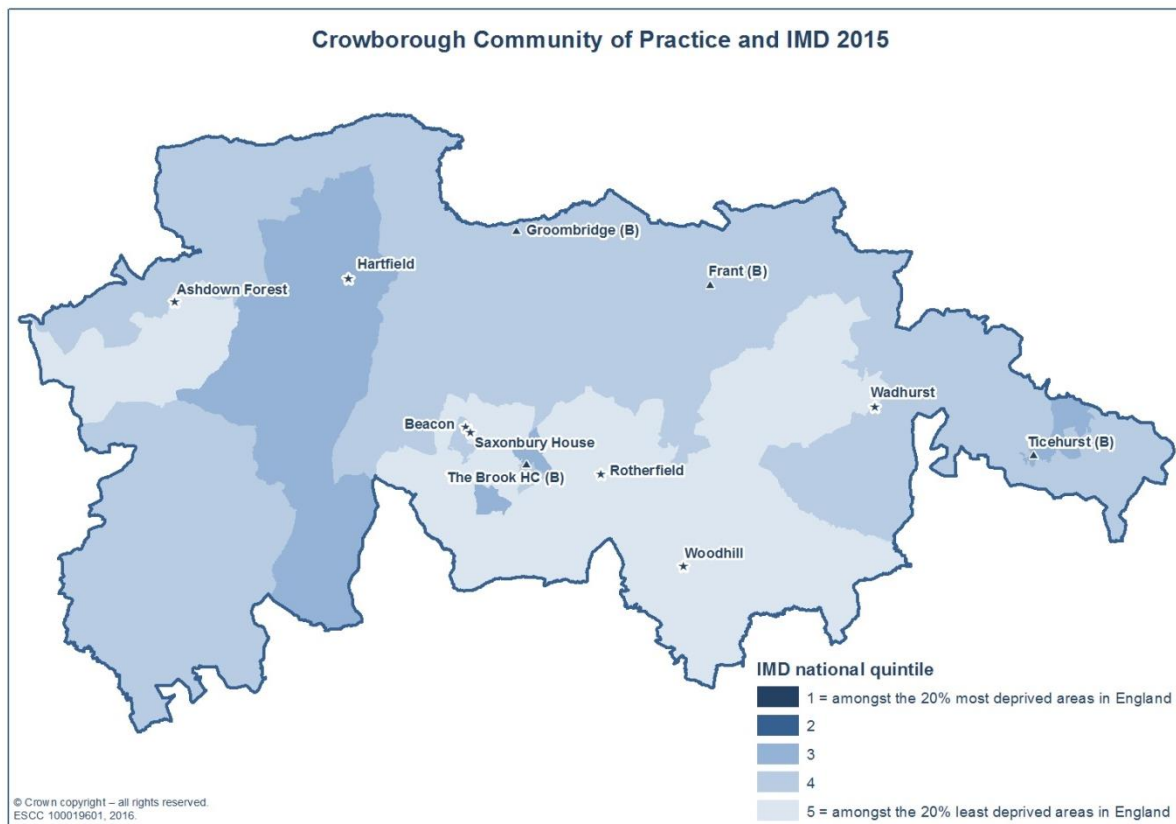 Crowborough Community of Practice and IMD 2015
Groombridge (B)
Hartfield
Frant (B)
Ashdown Forest
Wadhurst
Beacon
Saxonbury House
Ticehurst (B)
The Brook HC (B)
Rotherfield
Woodhill
IMD national quintile
1 = amongst the 20% most deprived areas in England
2
3
4
5 = amongst the 20% least deprived areas in England
© Crown copyright – all rights reserved.
ESCC 100019601, 2016.